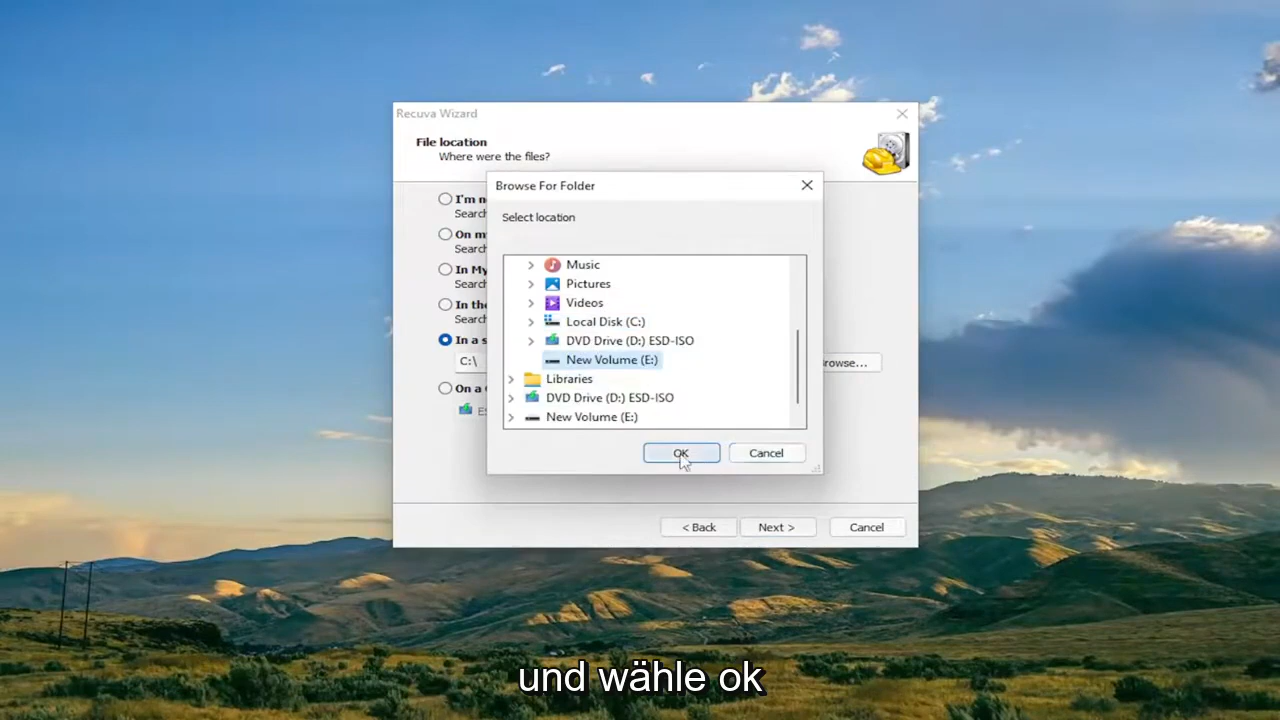 Recuva Wizard
File location
Where were the files?
I'm n
Search
On my
Search
In My
Search
In the
Search
In a s
C:\
Browse...
On a
Browse For Folder
Select location
Music
Pictures
Videos
Local Disk (C:)
DVD Drive (D:) ESD-ISO
New Volume (E:)
Libraries
DVD Drive (D:) ESD-ISO
New Volume (E:)
OK
Cancel
< Back
Next >
Cancel
und wähle ok